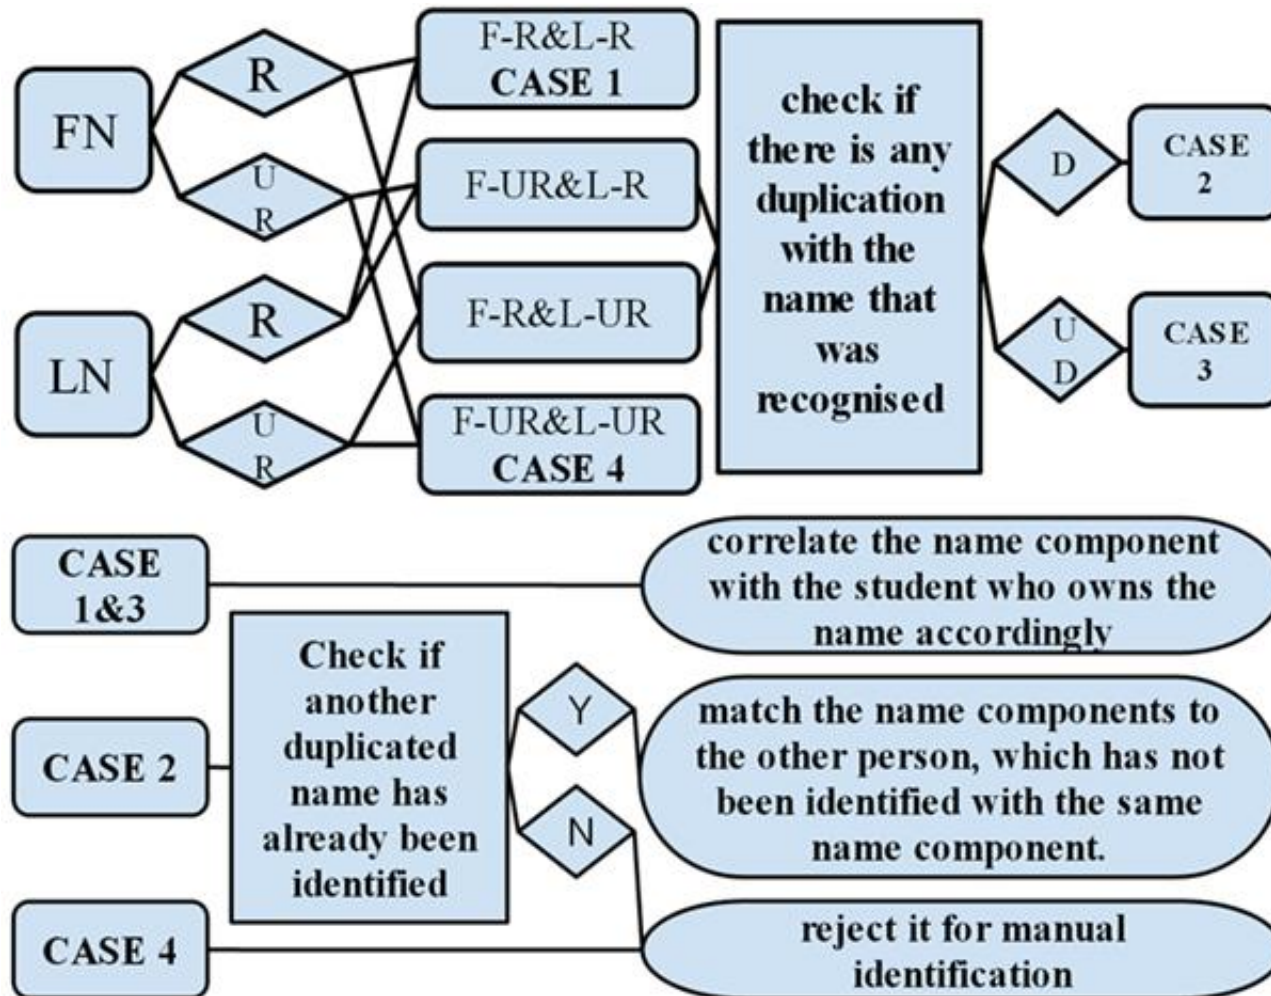 FN
R
U
R
LN
R
U
R
F-R&L-R
CASE 1
F-UR&L-R
F-R&L-UR
F-UR&L-UR
CASE 4
check if
there is any
duplication
with the
name that
was
recognised
D
CASE
2
U
D
CASE
3
CASE
1&3
correlate the name component
with the student who owns the
name accordingly
CASE 2
Check if
another
duplicated
name has
already been
identified
Y
N
match the name components to
the other person, which has not
been identified with the same
name component.
CASE 4
reject it for manual
identification